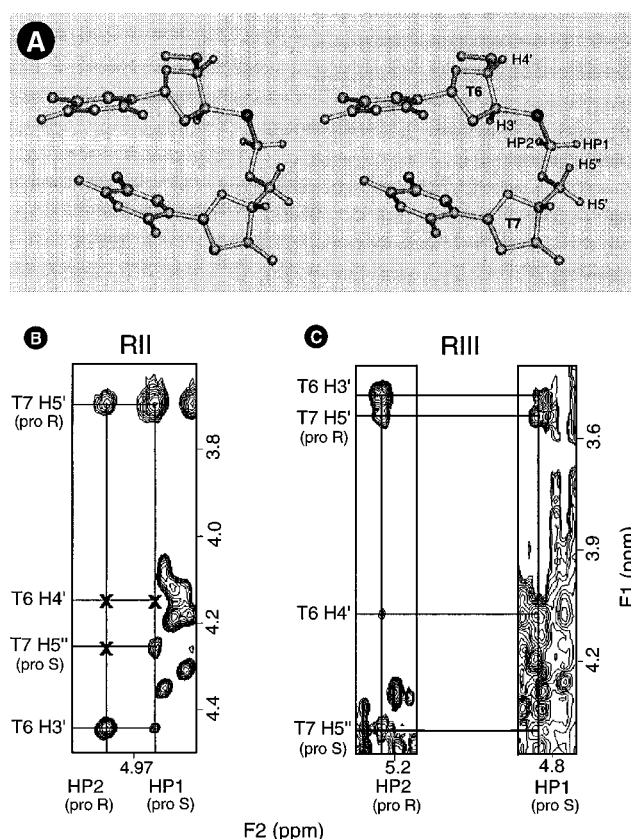 A
H4'
T6
H3'
HP2
HP1
H5"
H5'
T7
B
RII
T7 H5'
(pro R)
T6 H4'
T7 H5"
(pro S)
T6 H3'
3.8
4.0
4.2
4.4
4.97
HP2
(pro R)
HP1
(pro S)
C
RIII
T6 H3'
T7 H5'
(pro R)
T6 H4'
T7 H5"
(pro S)
3.6
3.9
4.2
F1 (ppm)
5.2
HP2
(pro R)
4.8
HP1
(pro S)
F2 (ppm)